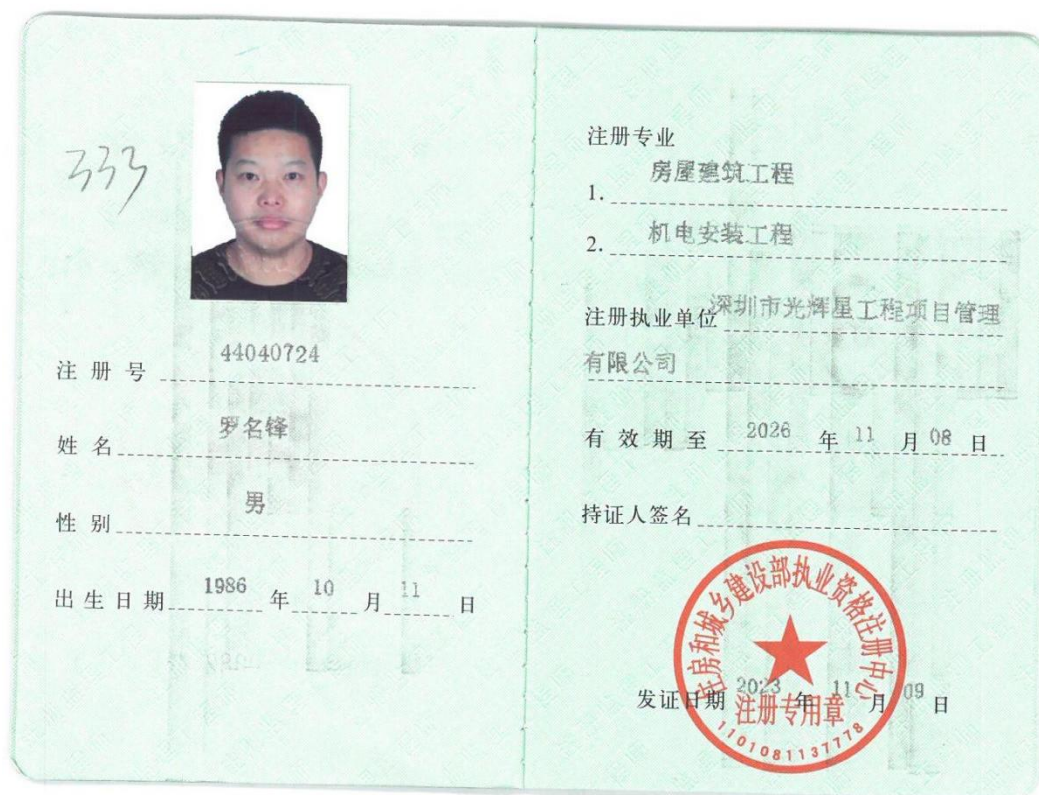 333
注册号 44040724
姓名 罗名锋
性别 男
出生日期 1986 年 10 月 11 日
注册专业
1. 房屋建筑工程
2. 机电安装工程
注册执业单位 深圳市光辉星工程项目管理
有限公司
有效期至 2026 年 11 月 08 日
持证人签名
住房和城乡建设部执业资格注册中心
发证日期 2023 年 11 月 09 日
注册专用章
1101081137778